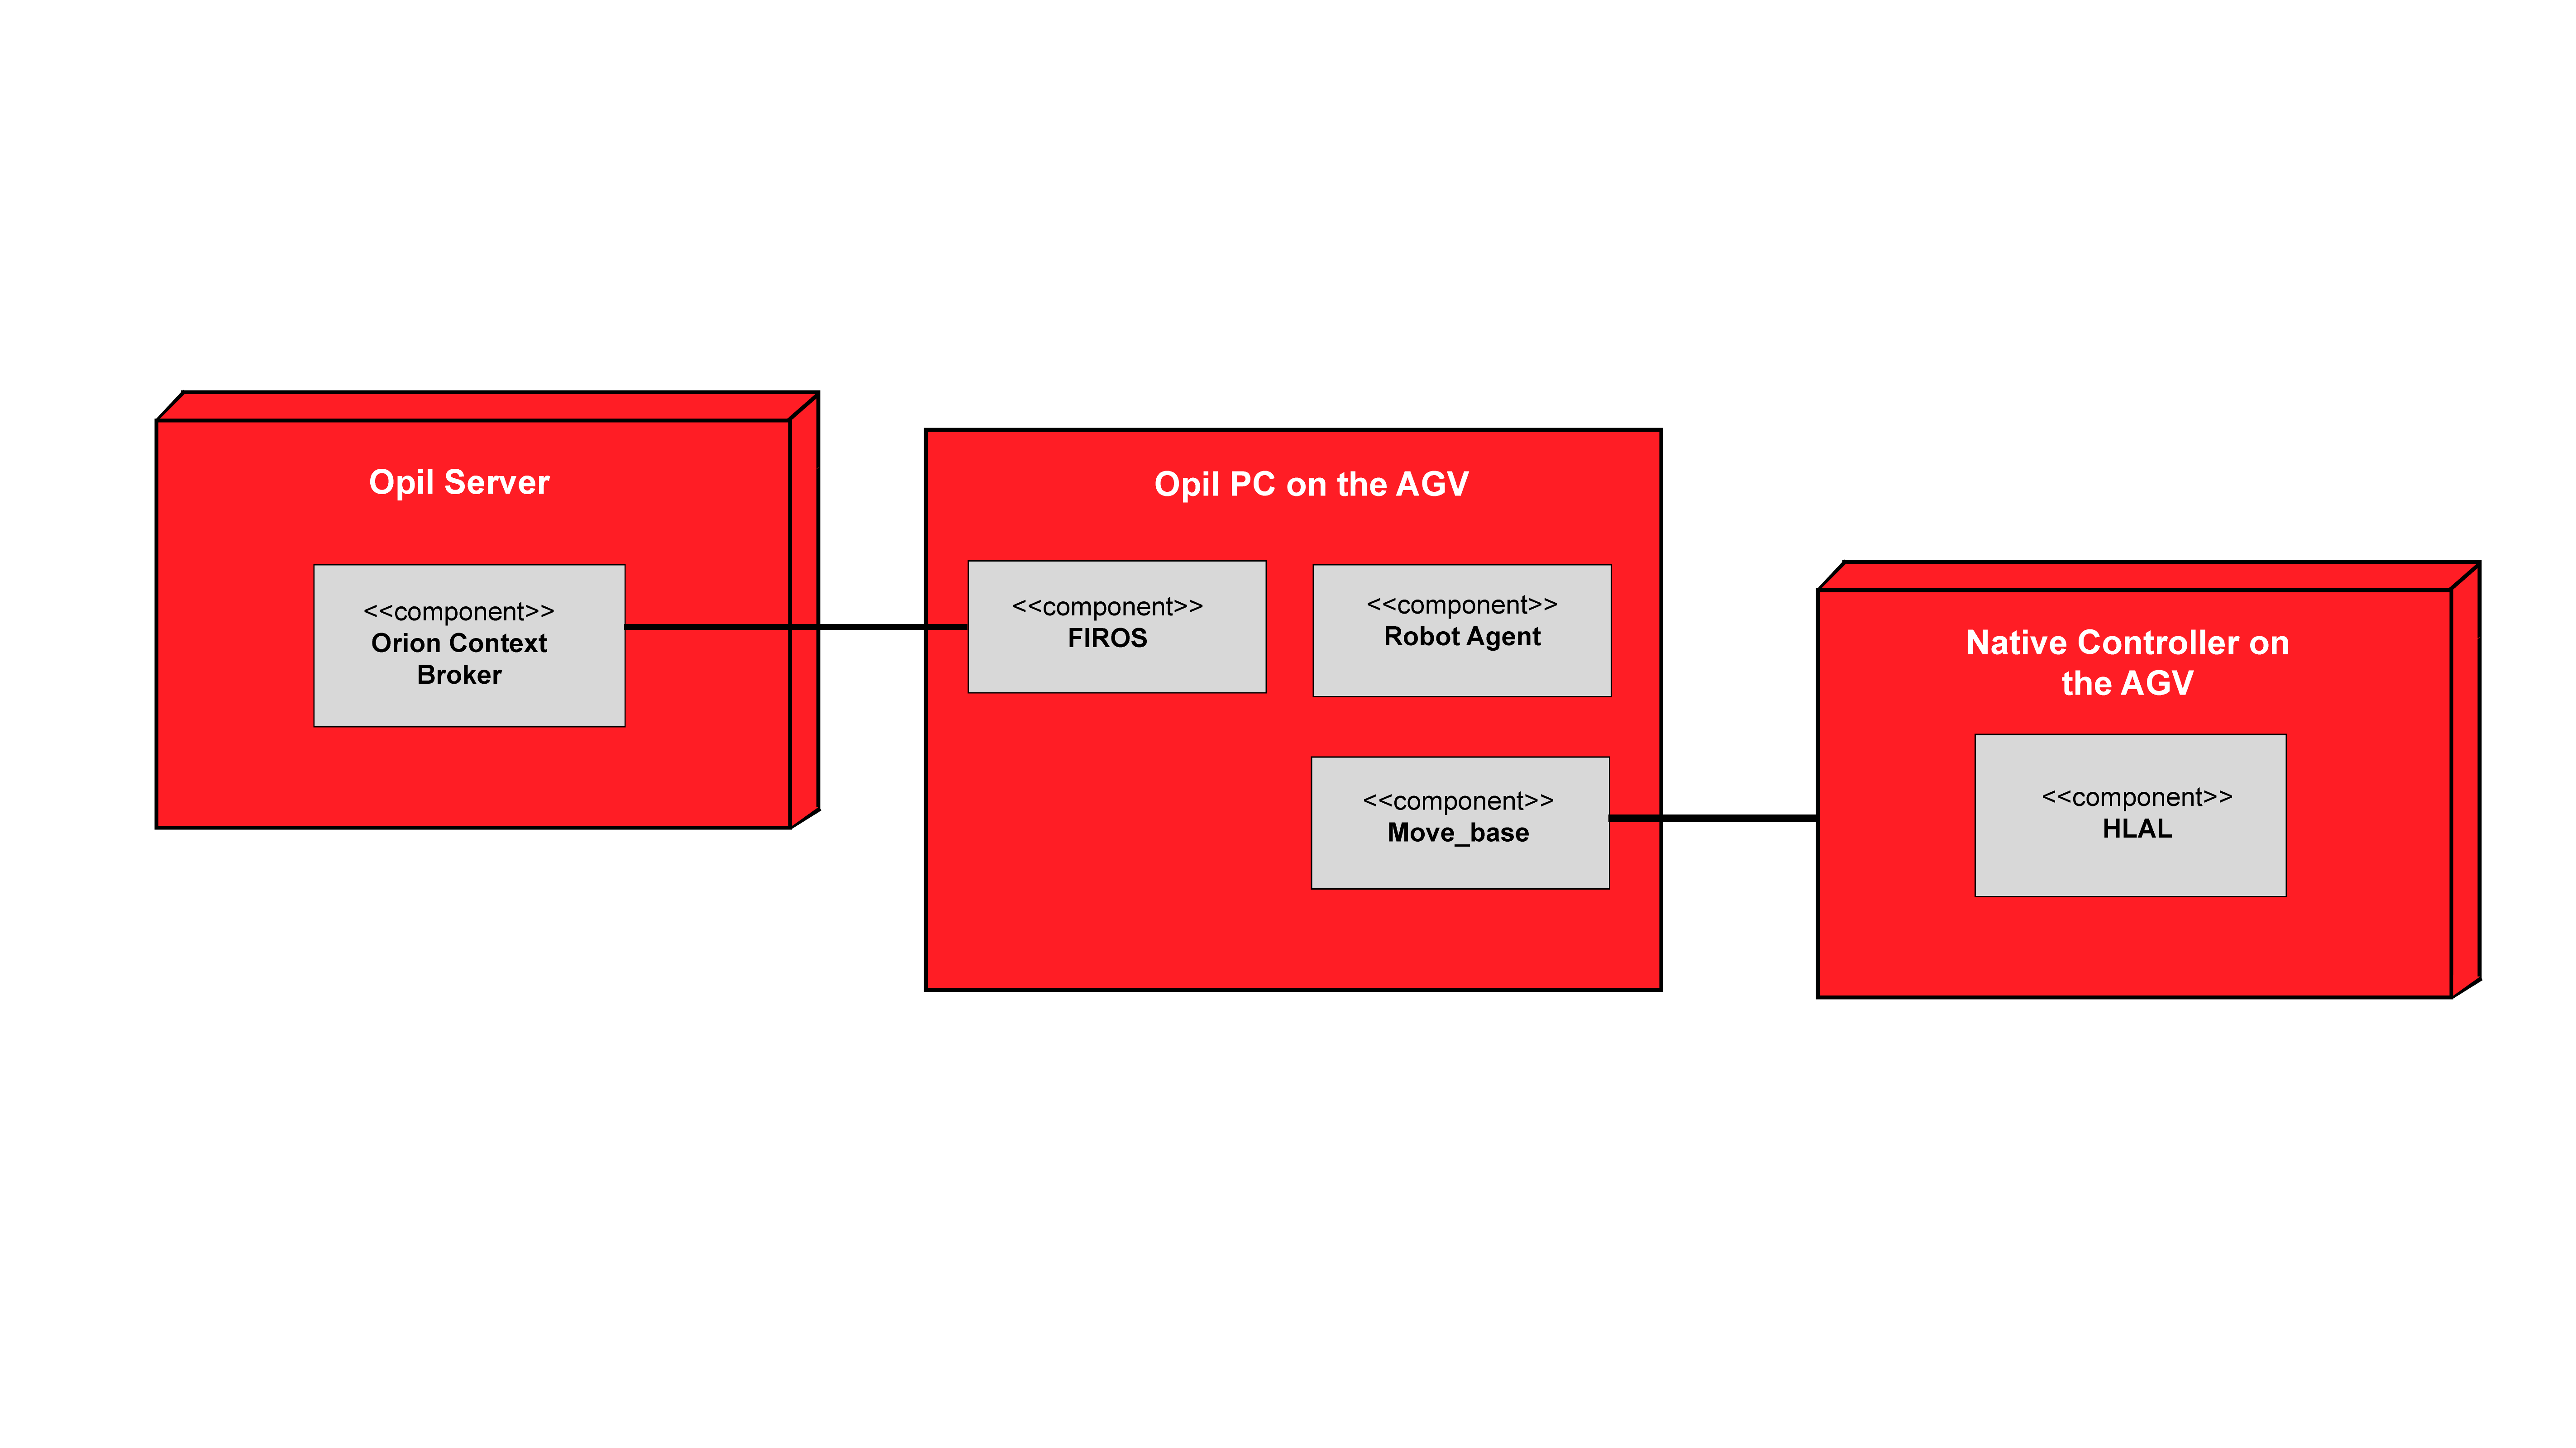 Opil Server
<<component>>
Orion Context
Broker
Opil PC on the AGV
<<component>>
FIROS
<<component>>
Robot Agent
<<component>>
Move_base
Native Controller on
the AGV
<<component>>
HLAL